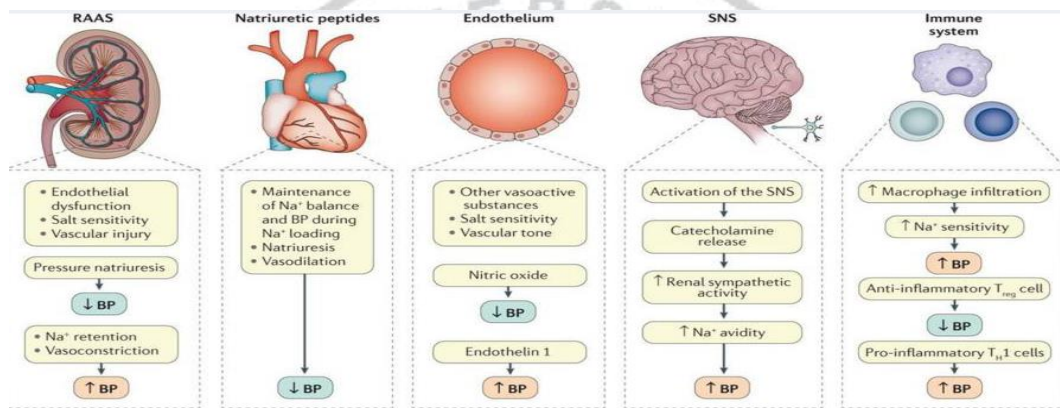 RAAS
• Endothelial
dysfunction
• Salt sensitivity
• Vascular injury
Pressure natriuresis
↓ BP
• Na⁺ retention
• Vasoconstriction
↑ BP
Natriuretic peptides
• Maintenance
of Na⁺ balance
and BP during
Na⁺ loading
• Natriuresis
• Vasodilation
↓ BP
Endothelium
• Other vasoactive
substances
• Salt sensitivity
• Vascular tone
Nitric oxide
↓ BP
Endothelin 1
↑ BP
SNS
Activation of the SNS
Catecholamine
release
↑ Renal sympathetic
activity
↑ Na⁺ avidity
↑ BP
Immune
system
↑ Macrophage infiltration
↑ Na⁺ sensitivity
↑ BP
Anti-inflammatory T_reg cell
↓ BP
Pro-inflammatory T_H1 cells
↑ BP